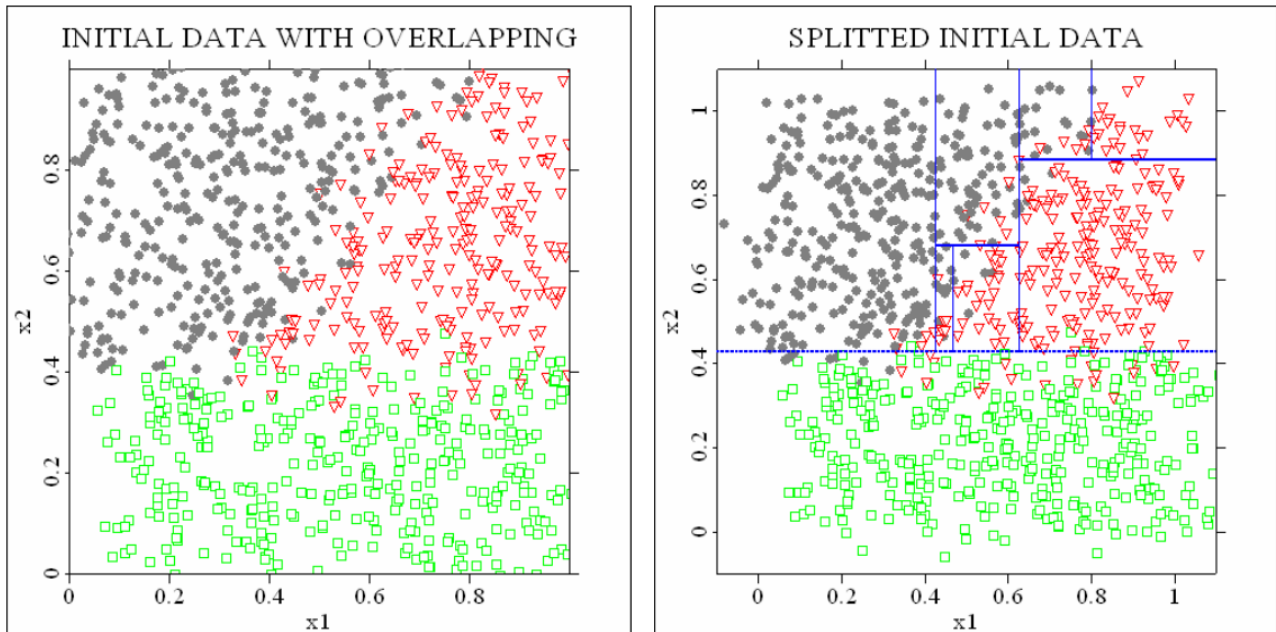 INITIAL DATA WITH OVERLAPPING
x2
0.8
0.6
0.4
0.2
0
0 0.2 0.4 0.6 0.8
x1
SPLITTED INITIAL DATA
x2
1
0.8
0.6
0.4
0.2
0
0 0.2 0.4 0.6 0.8 1
x1